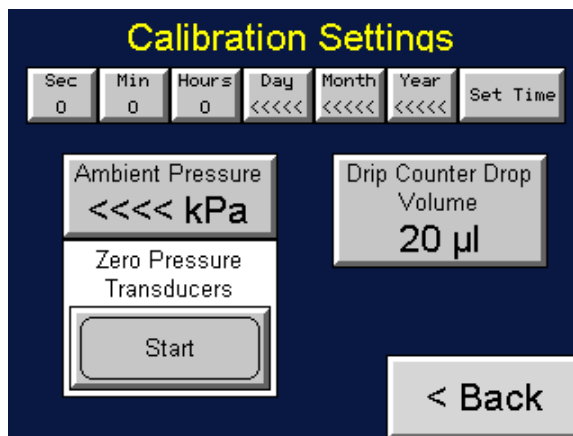 Calibration Settings
Sec Min Hours Day Month Year Set Time
0 0 0 <<<<< <<<<< <<<<<
Ambient Pressure
<<<< kPa
Drip Counter Drop
Volume
20 µl
Zero Pressure
Transducers
Start
< Back